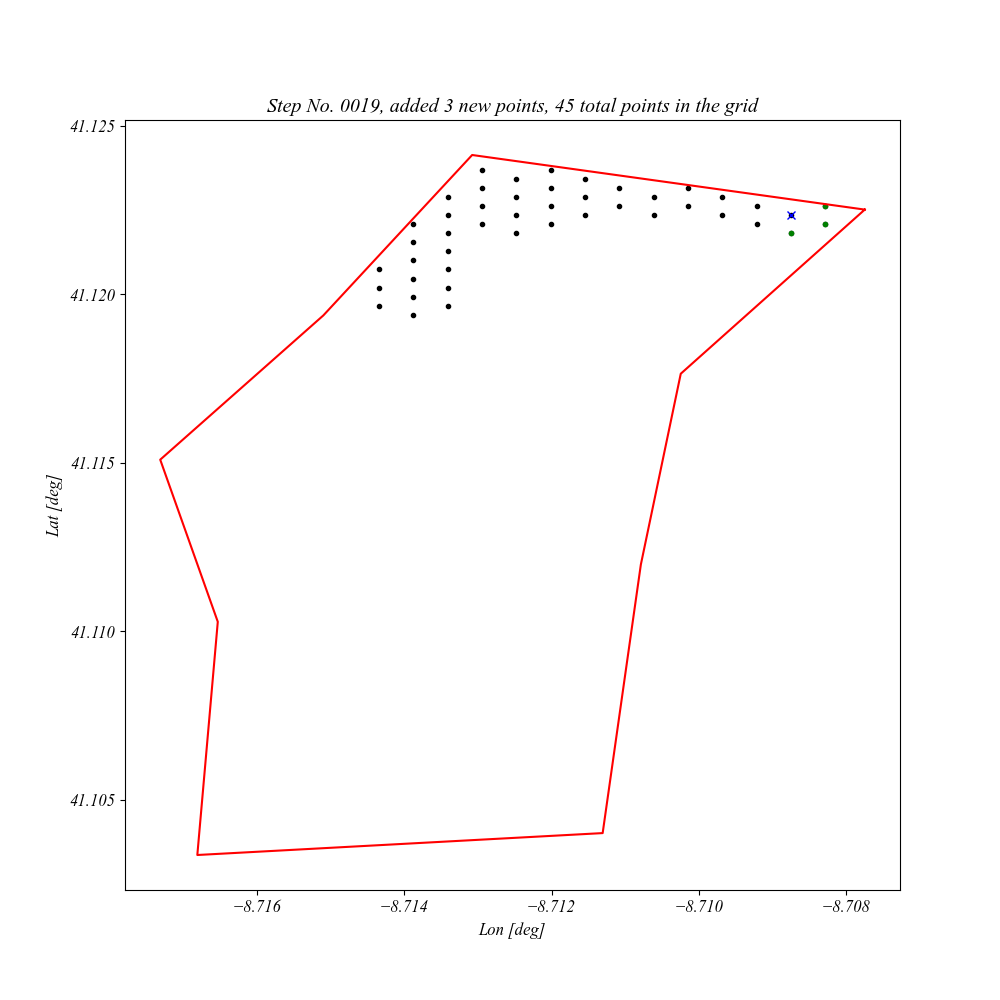 Step No. 0019, added 3 new points, 45 total points in the grid
41.125
41.120
41.115
41.110
41.105
Lat [deg]
−8.716 −8.714 −8.712 −8.710 −8.708
Lon [deg]